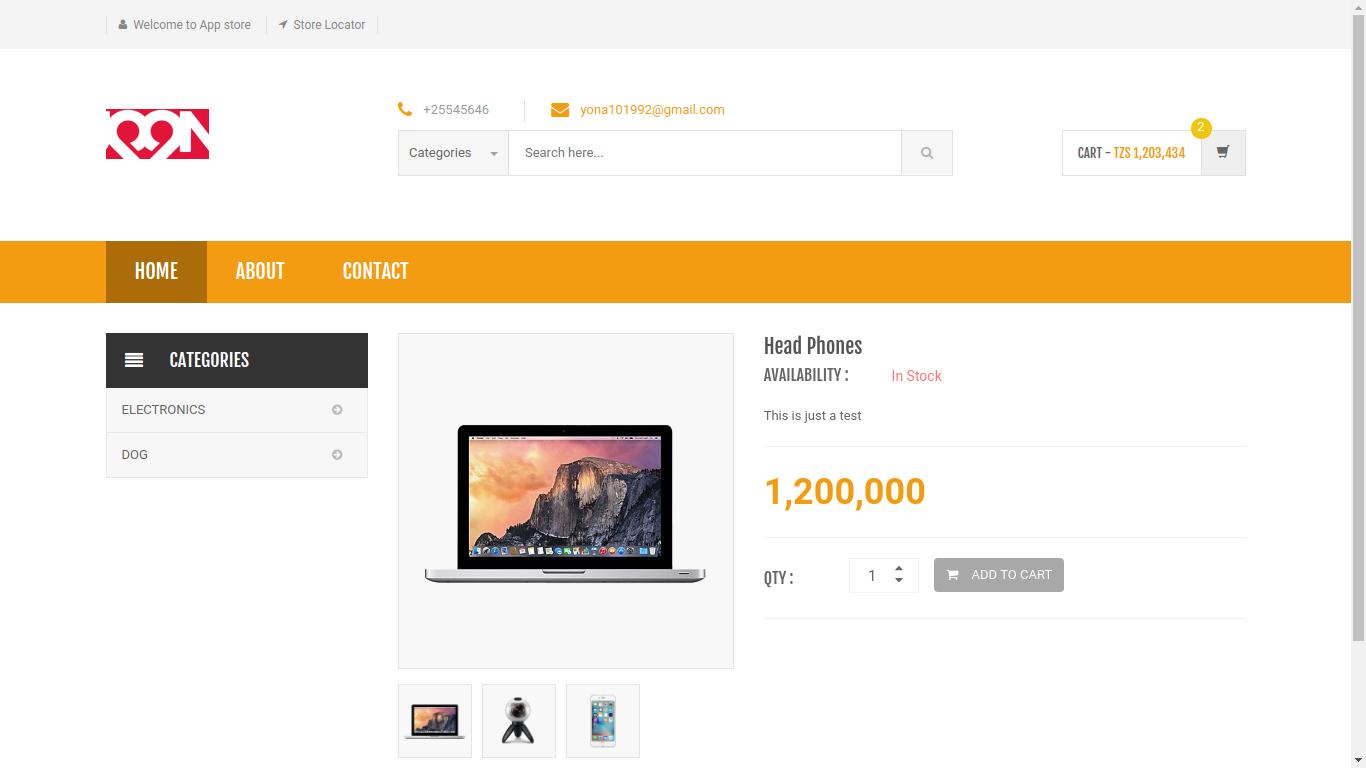 Welcome to App store
Store Locator
+25545646
yona101992@gmail.com
Categories
Search here...
2
CART - TZS 1,203,434
HOME
ABOUT
CONTACT
CATEGORIES
ELECTRONICS
DOG
Head Phones
AVAILABILITY :
In Stock
This is just a test
1,200,000
QTY :
1
ADD TO CART